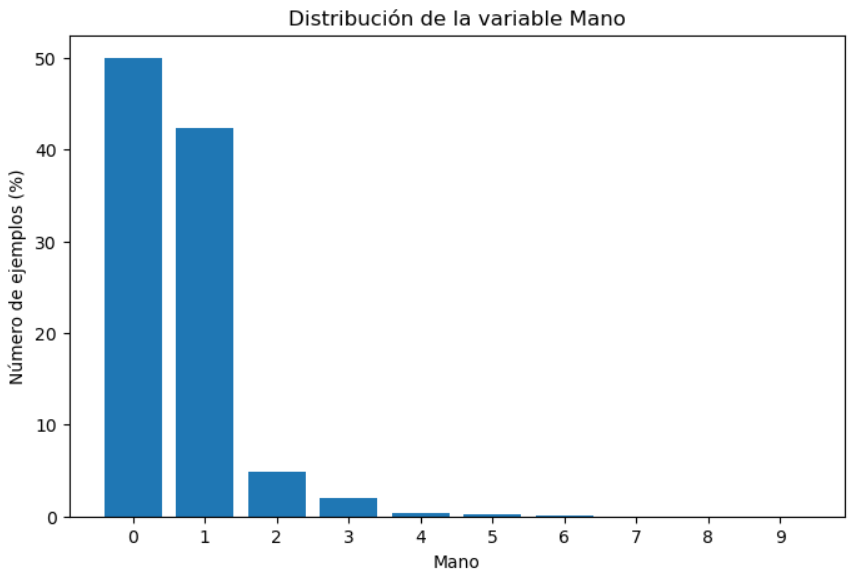 Distribución de la variable Mano
Número de ejemplos (%)
50
40
30
20
10
0
0 1 2 3 4 5 6 7 8 9
Mano